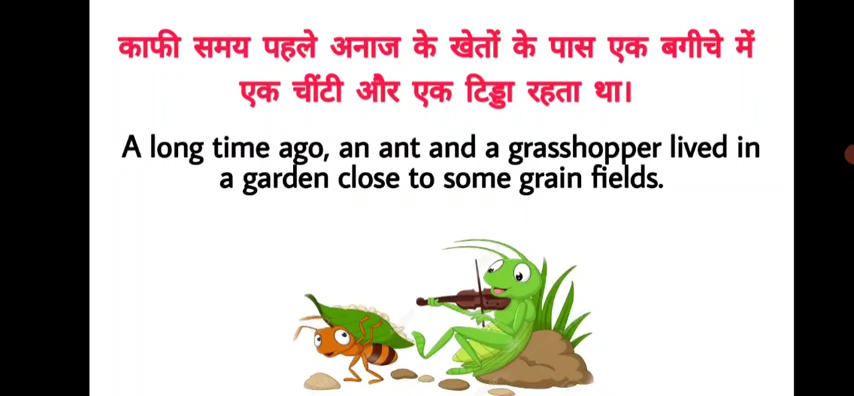 काफी समय पहले अनाज के खेतों के पास एक बगीचे में
एक चींटी और एक टिड्डा रहता था।
A long time ago, an ant and a grasshopper lived in
a garden close to some grain fields.